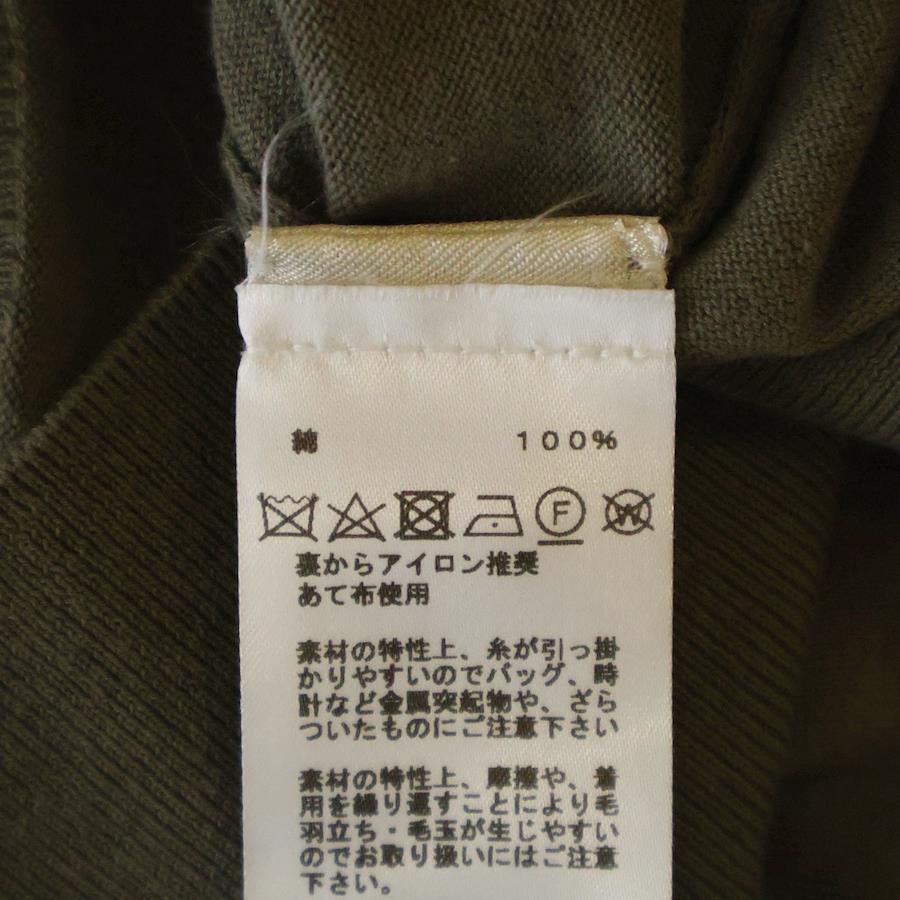 綿 100%
F W
裏からアイロン推奨
あて布使用
素材の特性上、糸が引っ掛
かりやすいのでバッグ、時
計など金属突起物や、ざら
ついたものにご注意下さい
素材の特性上、摩擦や、着
用を繰り返すことにより毛
羽立ち・毛玉が生じやすい
のでお取り扱いにはご注意
下さい。